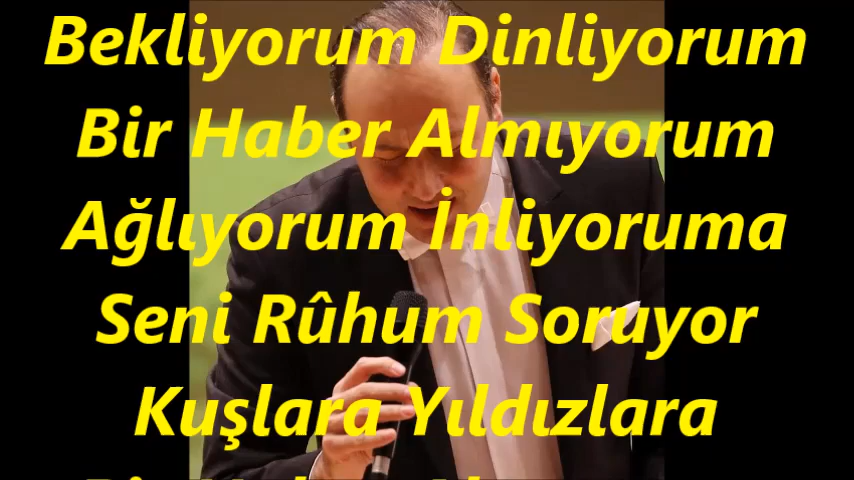 Bekliyorum Dinliyorum
Bir Haber Almıyorum
Ağlıyorum İnliyoruma
Seni Rûhum Soruyor
Kuşlara Yıldızlara